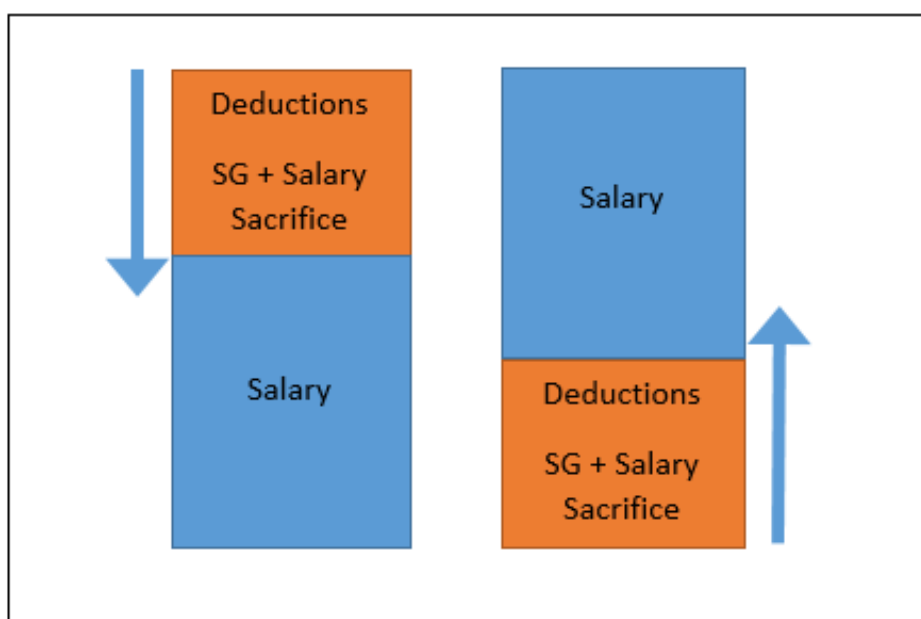 Deductions
SG + Salary
Sacrifice
Salary
Salary
Deductions
SG + Salary
Sacrifice